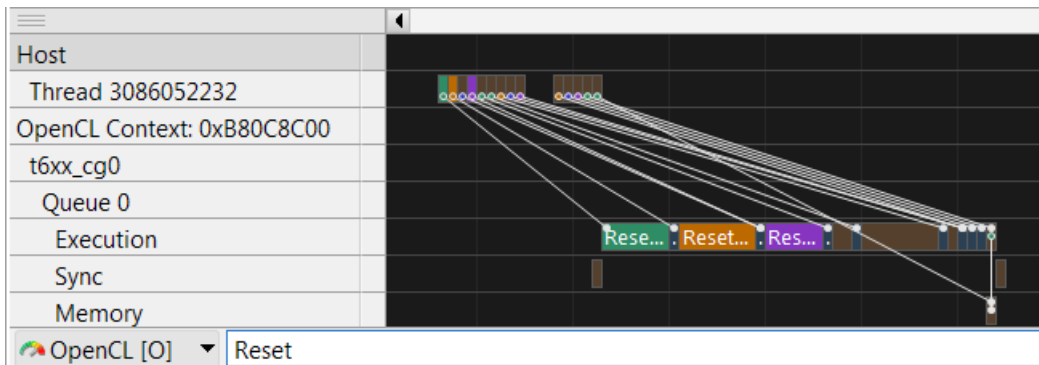 Host
Thread 3086052232
OpenCL Context: 0xB80C8C00
t6xx_cg0
Queue 0
Execution
Rese... . Reset... . Res... .
Sync
Memory
OpenCL [O] Reset